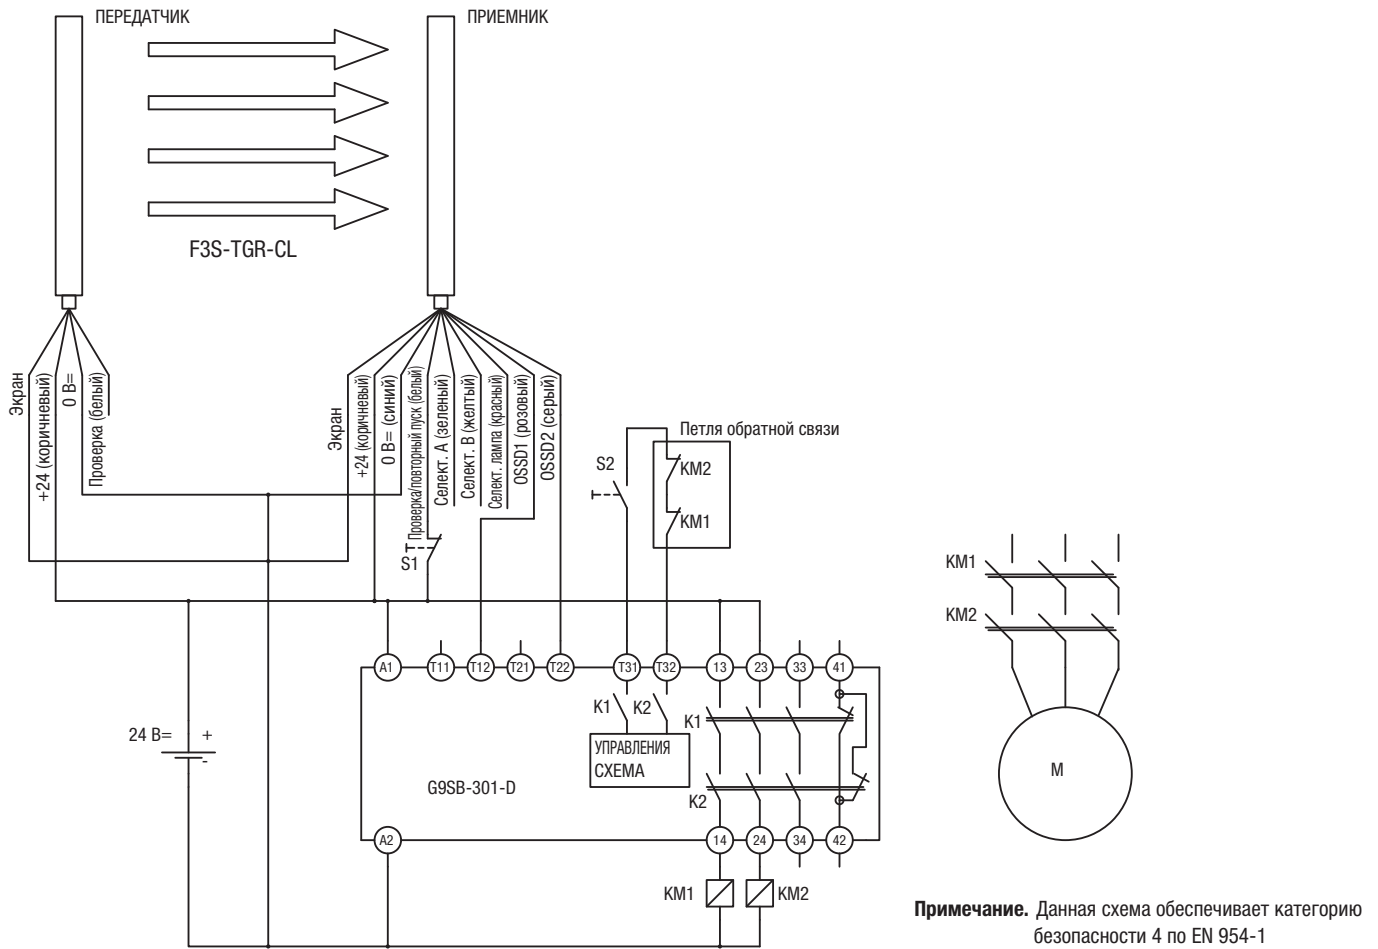 ПЕРЕДАТЧИК
ПРИЕМНИК
F3S-TGR-CL
Экран
+24 (коричневый)
0 В=
Проверка (белый)
Экран
+24 (коричневый)
0 В= (синий)
Проверка/повторный пуск (белый)
Селект. А (зеленый)
Селект. В (желтый)
Селект. лампа (красный)
OSSD1 (розовый)
OSSD2 (серый)
S1
S2
Петля обратной связи
KM2
KM1
A1
T11
T12
T21
T22
T31
T32
13
23
33
41
K1
K2
K1
УПРАВЛЕНИЯ
СХЕМА
K2
G9SB-301-D
24 В=
+
-
A2
14
24
34
42
KM1
KM2
KM1
KM2
M
Примечание. Данная схема обеспечивает категорию
безопасности 4 по EN 954-1